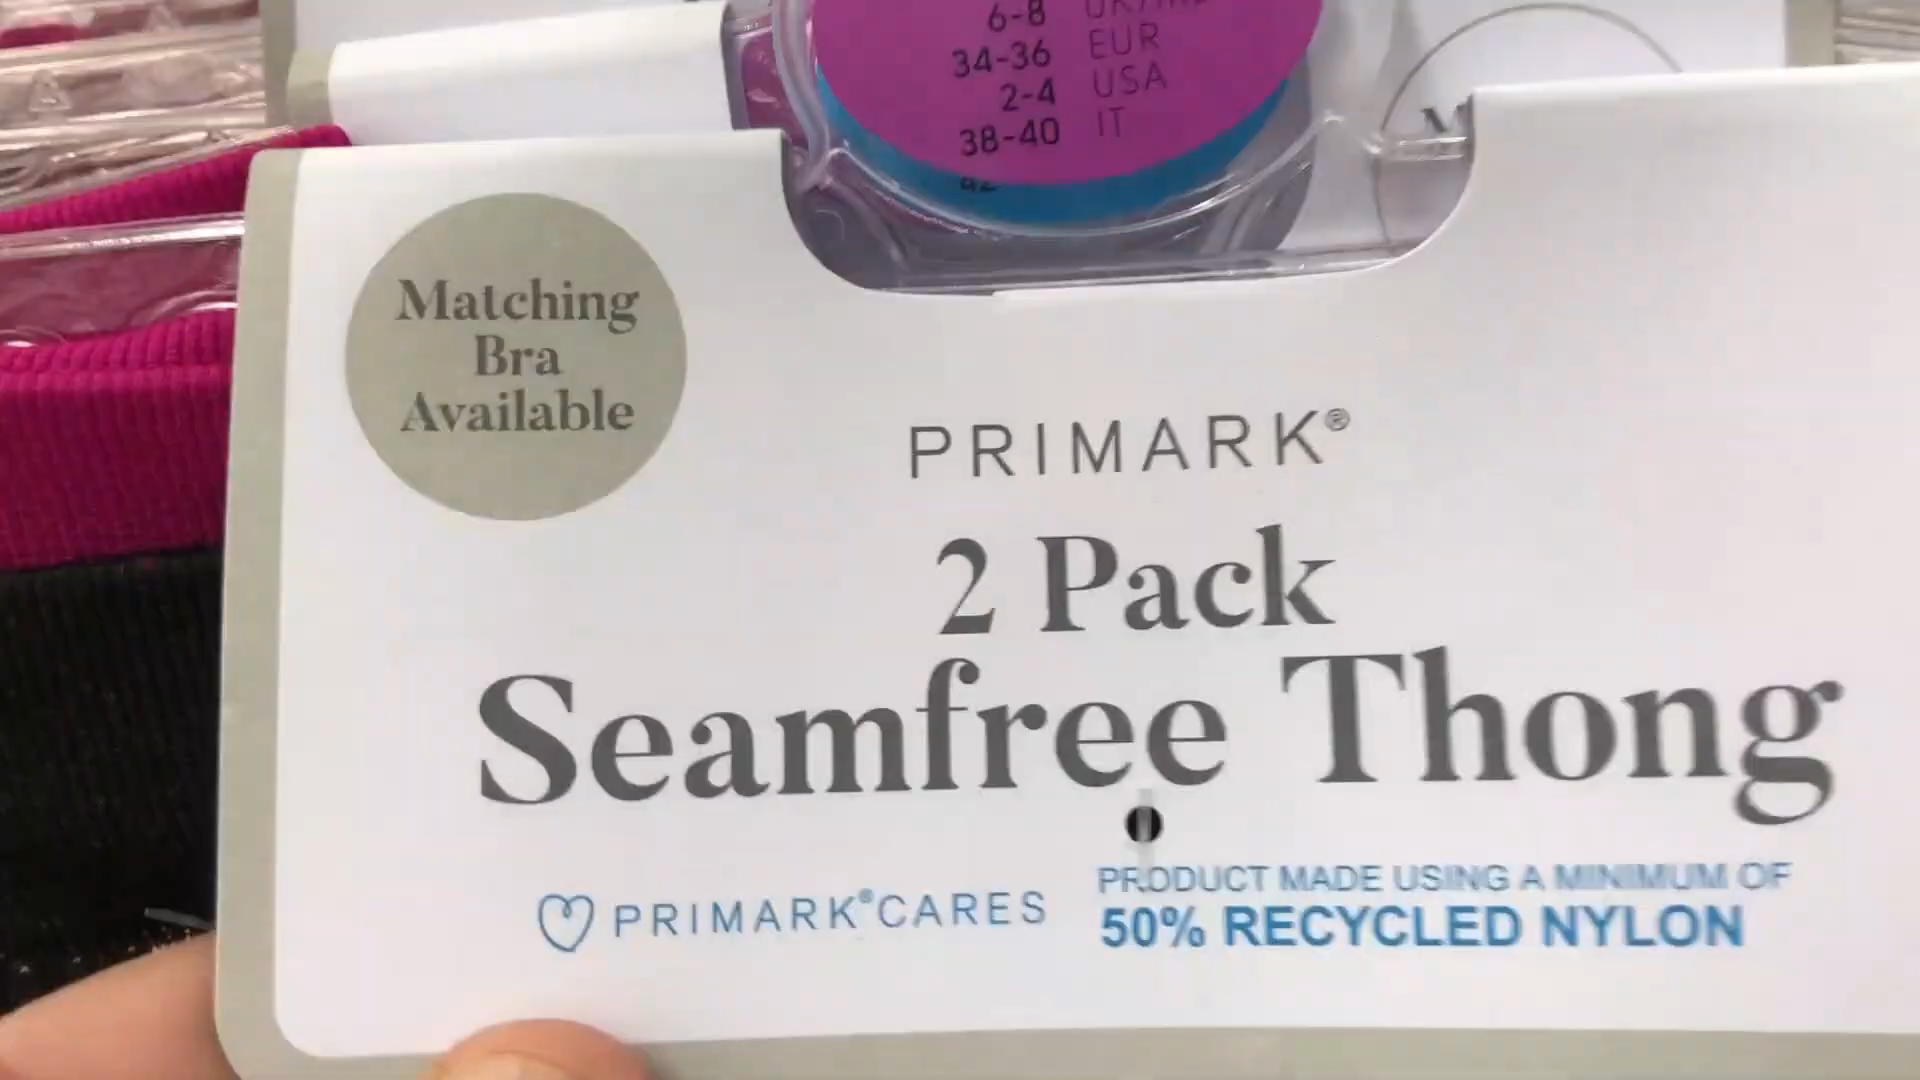 6-8
34-36 EUR
2-4 USA
38-40 IT
42
Matching
Bra
Available
PRIMARK®
2 Pack
Seamfree Thong
PRIMARK®CARES
PRODUCT MADE USING A MINIMUM OF
50% RECYCLED NYLON